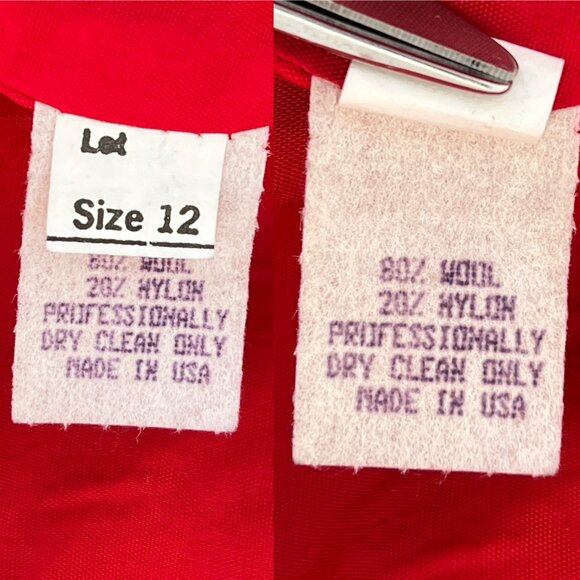 Lot
Size 12
80% WOOL
20% NYLON
PROFESSIONALLY
DRY CLEAN ONLY
MADE IN USA
80% WOOL
20% NYLON
PROFESSIONALLY
DRY CLEAN ONLY
MADE IN USA